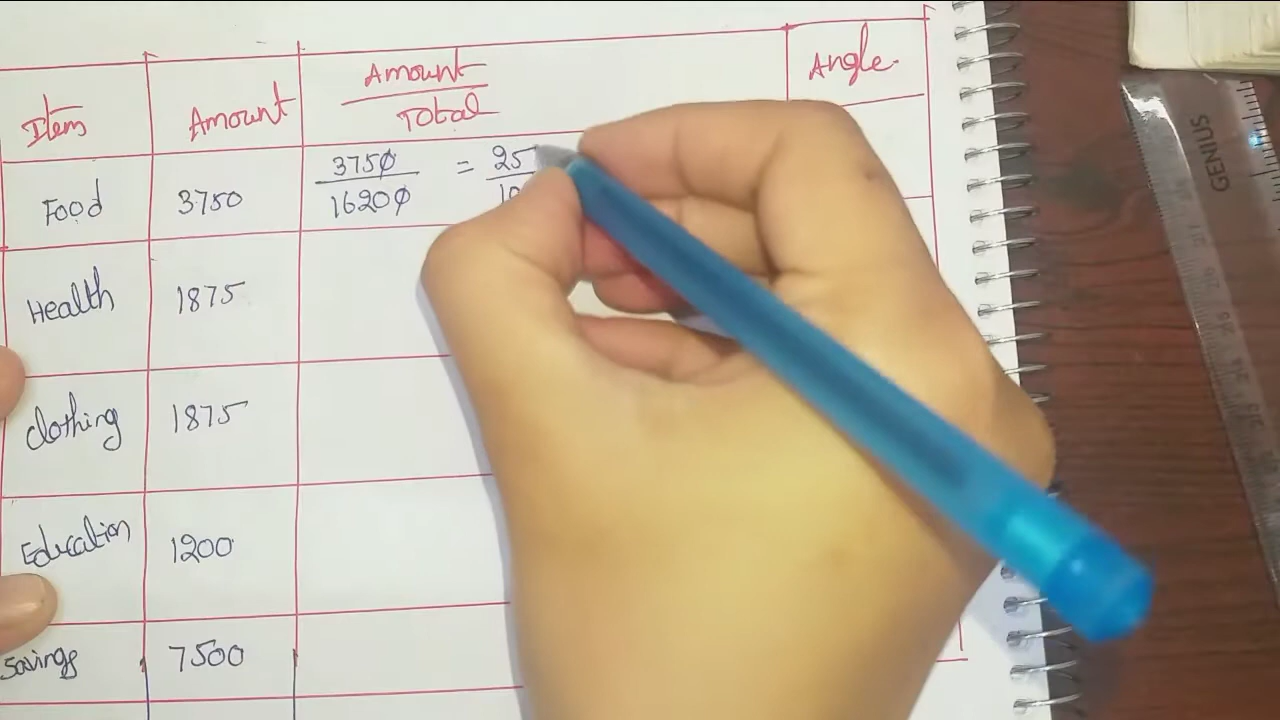 Item Amount Amount Angle.
Total
Food 3750 3750 = 25
16200 10
Health 1875
Clothing 1875
Education 1200
Savings 7500
GENIUS